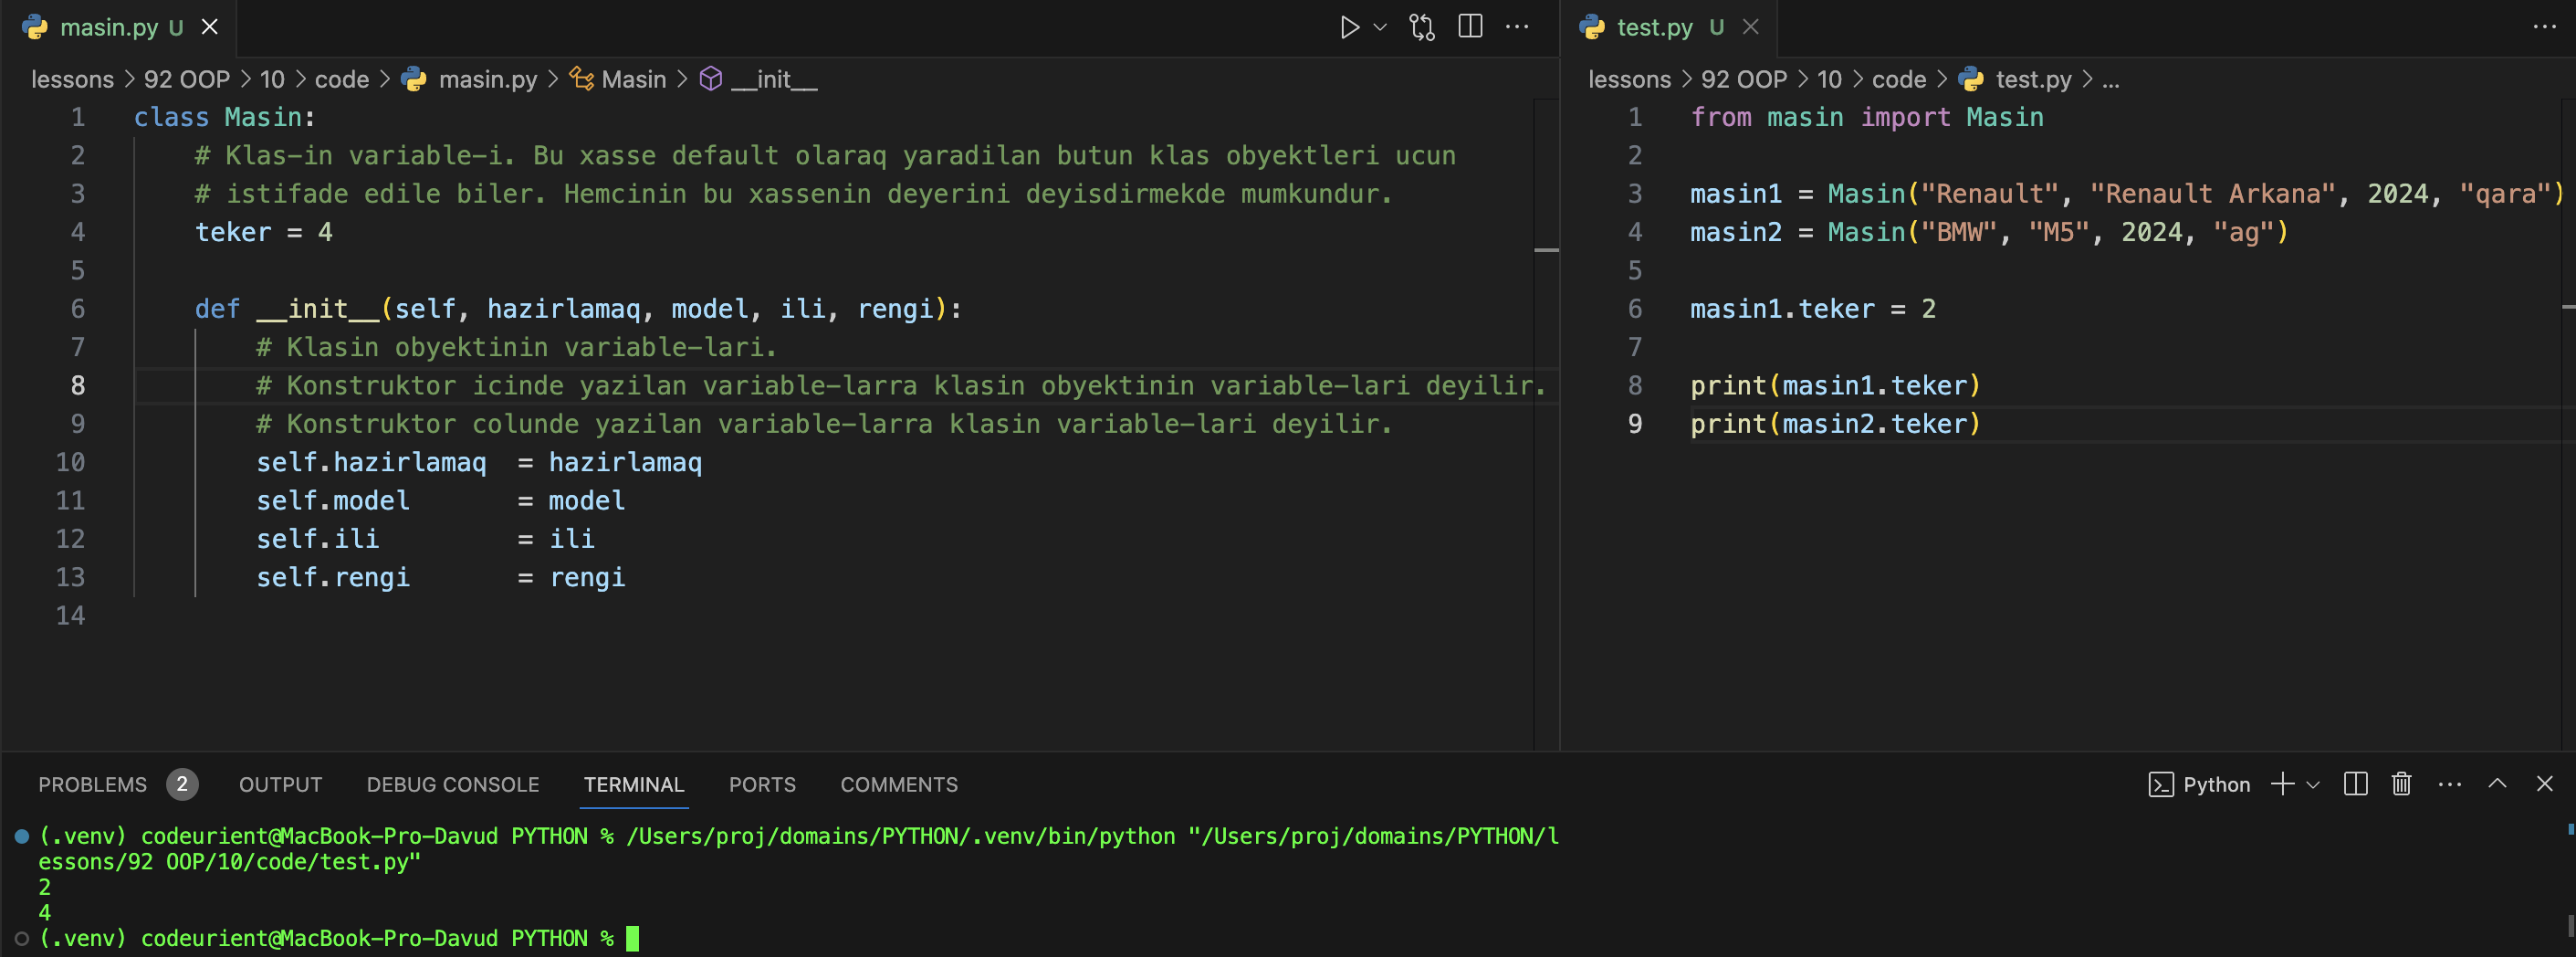 masin.py U
lessons > 92 OOP > 10 > code > masin.py > Masin > __init__
1 class Masin:
2     # Klas-in variable-i. Bu xasse default olaraq yaradilan butun klas obyektleri ucun
3     # istifade edile biler. Hemcinin bu xassenin deyerini deyisdirmekde mumkundur.
4     teker = 4
5
6     def __init__(self, hazirlamaq, model, ili, rengi):
7         # Klasin obyektinin variable-lari.
8         # Konstruktor icinde yazilan variable-larra klasin obyektinin variable-lari deyilir.
9         # Konstruktor colunde yazilan variable-larra klasin variable-lari deyilir.
10         self.hazirlamaq  = hazirlamaq
11         self.model       = model
12         self.ili         = ili
13         self.rengi       = rengi
14
test.py U
lessons > 92 OOP > 10 > code > test.py > ...
1 from masin import Masin
2
3 masin1 = Masin("Renault", "Renault Arkana", 2024, "qara")
4 masin2 = Masin("BMW", "M5", 2024, "ag")
5
6 masin1.teker = 2
7
8 print(masin1.teker)
9 print(masin2.teker)
PROBLEMS 2 OUTPUT DEBUG CONSOLE TERMINAL PORTS COMMENTS Python
(.venv) codeurient@MacBook-Pro-Davud PYTHON % /Users/proj/domains/PYTHON/.venv/bin/python "/Users/proj/domains/PYTHON/l
essons/92 OOP/10/code/test.py"
2
4
(.venv) codeurient@MacBook-Pro-Davud PYTHON %